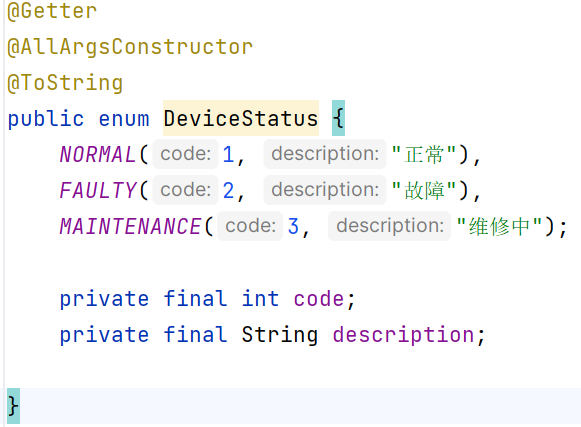 @Getter
@AllArgsConstructor
@ToString
public enum DeviceStatus {
    NORMAL( code: 1,  description: "正常"),
    FAULTY( code: 2,  description: "故障"),
    MAINTENANCE( code: 3,  description: "维修中");
    private final int code;
    private final String description;
}